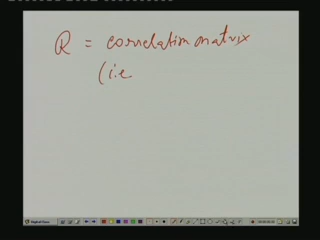 R = correlation matrix
(i.e